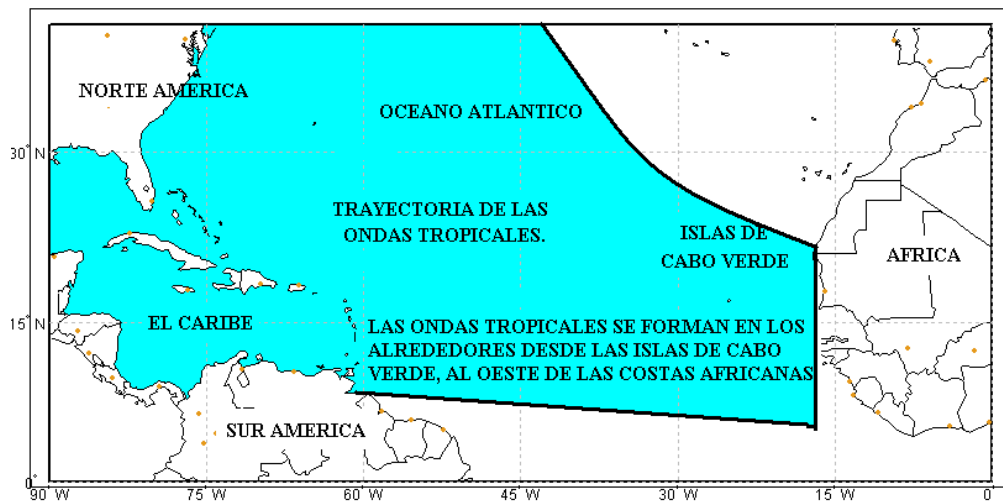 NORTE AMERICA
OCEANO ATLANTICO
30° N
TRAYECTORIA DE LAS
ONDAS TROPICALES.
ISLAS DE
CABO VERDE
AFRICA
15° N
EL CARIBE
LAS ONDAS TROPICALES SE FORMAN EN LOS
ALREDEDORES DESDE LAS ISLAS DE CABO
VERDE, AL OESTE DE LAS COSTAS AFRICANAS
SUR AMERICA
0°
90 W 75 W 60 W 45 W 30 W 15 W 0